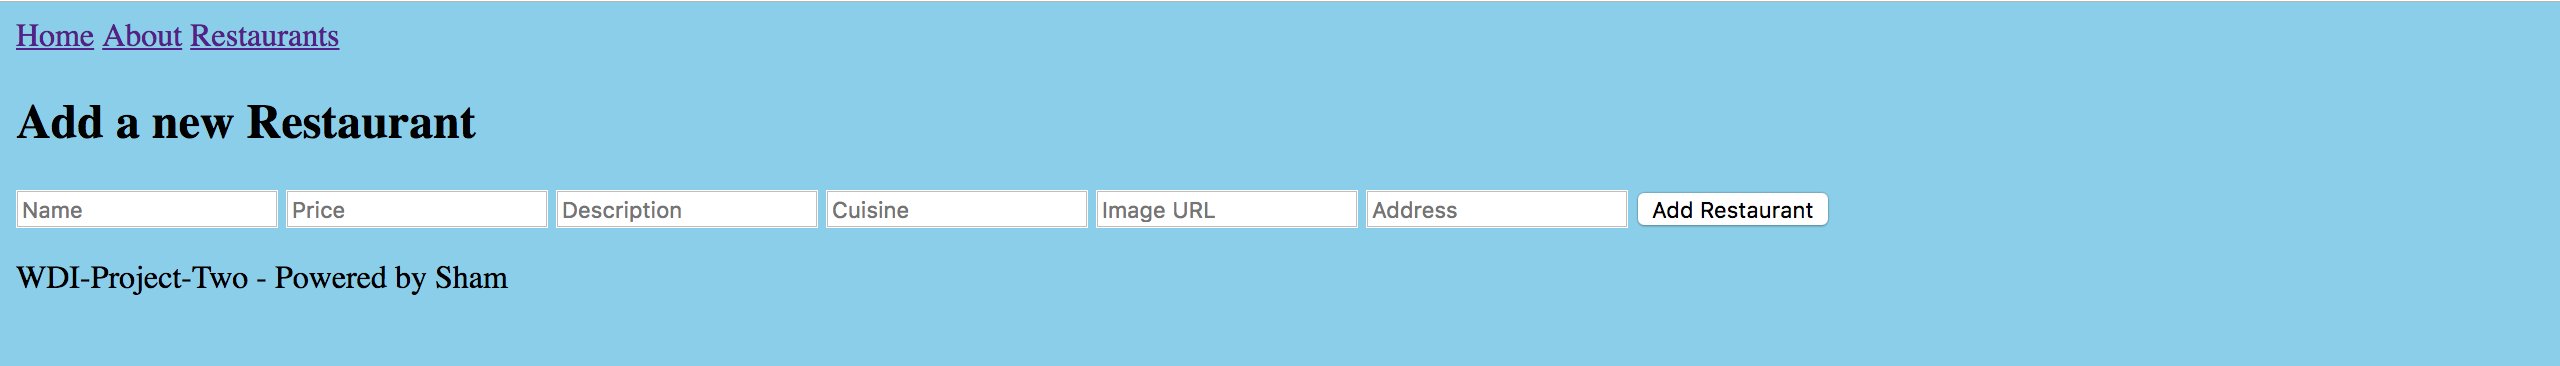 Home About Restaurants
Add a new Restaurant
Name Price Description Cuisine Image URL Address Add Restaurant
WDI-Project-Two - Powered by Sham